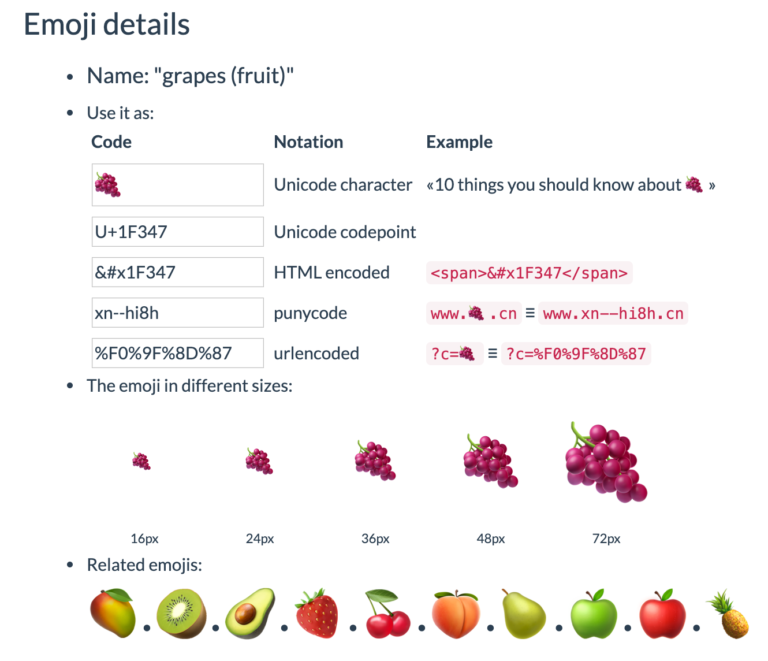 Emoji details
• Name: "grapes (fruit)"
• Use it as:
Code Notation Example
🍇 Unicode character «10 things you should know about 🍇 »
U+1F347 Unicode codepoint
&#x1F347 HTML encoded <span>&#x1F347</span>
xn--hi8h punycode www.🍇.cn ≡ www.xn--hi8h.cn
%F0%9F%8D%87 urlencoded ?c=🍇 ≡ ?c=%F0%9F%8D%87
• The emoji in different sizes:
16px 24px 36px 48px 72px
• Related emojis:
🥭 • 🥝 • 🥑 • 🍓 • 🍒 • 🍑 • 🍐 • 🍏 • 🍎 • 🍍